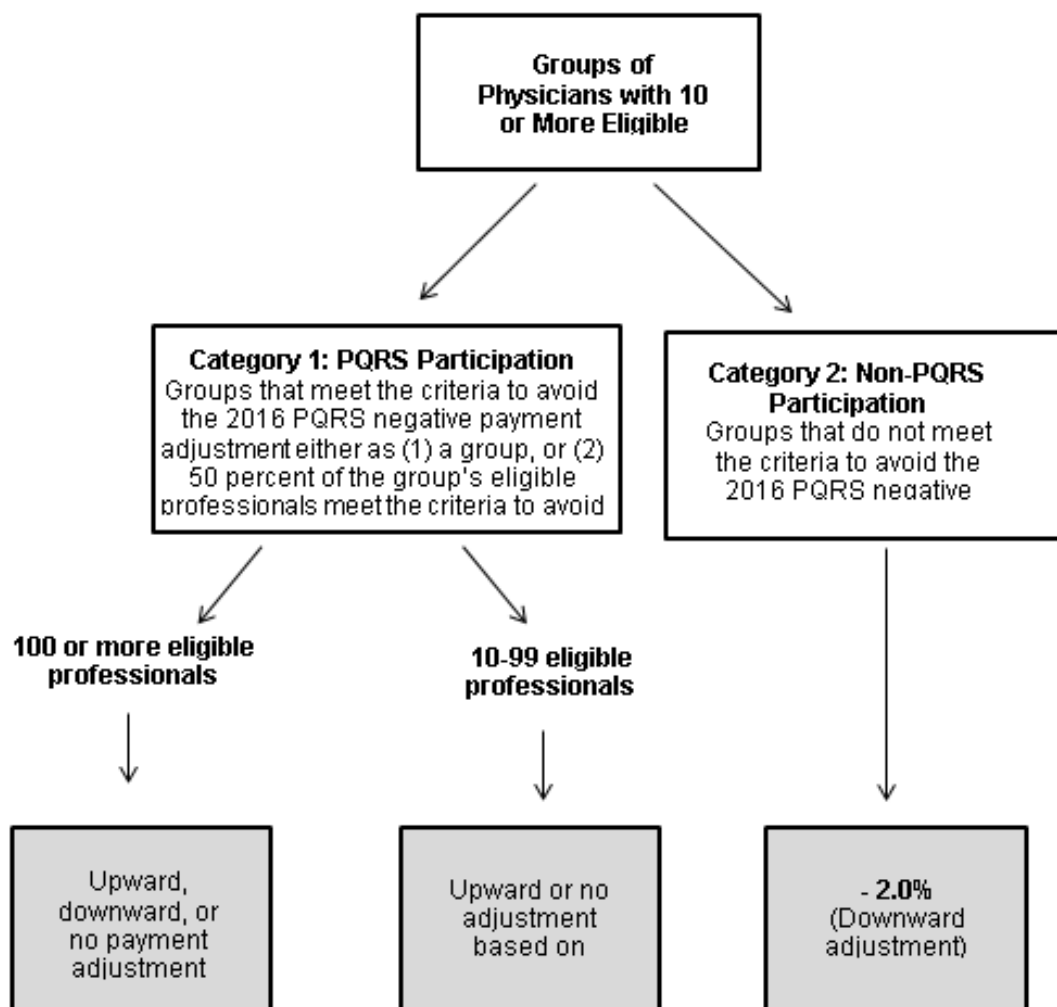 Groups of
Physicians with 10
or More Eligible
Category 1: PQRS Participation
Groups that meet the criteria to avoid
the 2016 PQRS negative payment
adjustment either as (1) a group, or (2)
50 percent of the group's eligible
professionals meet the criteria to avoid
Category 2: Non-PQRS
Participation
Groups that do not meet
the criteria to avoid the
2016 PQRS negative
100 or more eligible
professionals
10-99 eligible
professionals
Upward,
downward, or
no payment
adjustment
Upward or no
adjustment
based on
- 2.0%
(Downward
adjustment)